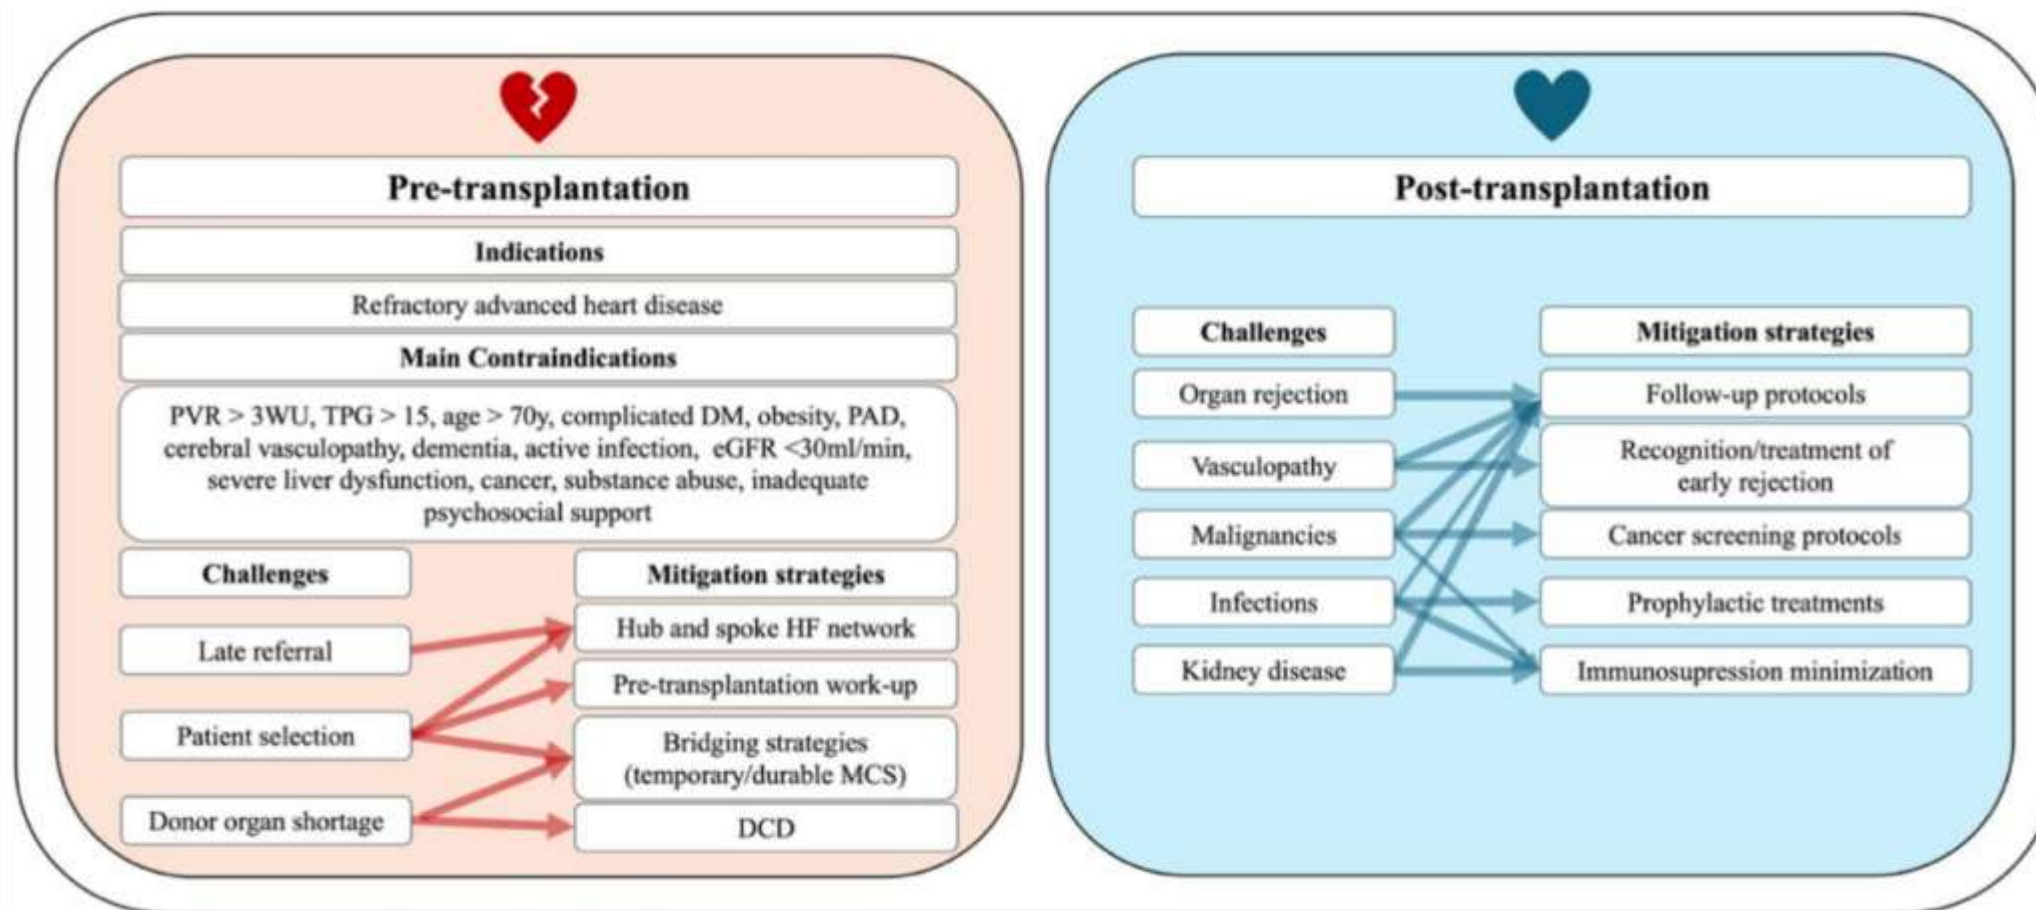 Pre-transplantation
Indications
Refractory advanced heart disease
Main Contraindications
PVR > 3WU, TPG > 15, age > 70y, complicated DM, obesity, PAD,
cerebral vasculopathy, dementia, active infection, eGFR <30ml/min,
severe liver dysfunction, cancer, substance abuse, inadequate
psychosocial support
Challenges
Mitigation strategies
Late referral
Hub and spoke HF network
Patient selection
Pre-transplantation work-up
Bridging strategies
(temporary/durable MCS)
Donor organ shortage
DCD
Post-transplantation
Challenges
Mitigation strategies
Organ rejection
Follow-up protocols
Vasculopathy
Recognition/treatment of
early rejection
Malignancies
Cancer screening protocols
Infections
Prophylactic treatments
Kidney disease
Immunosupression minimization